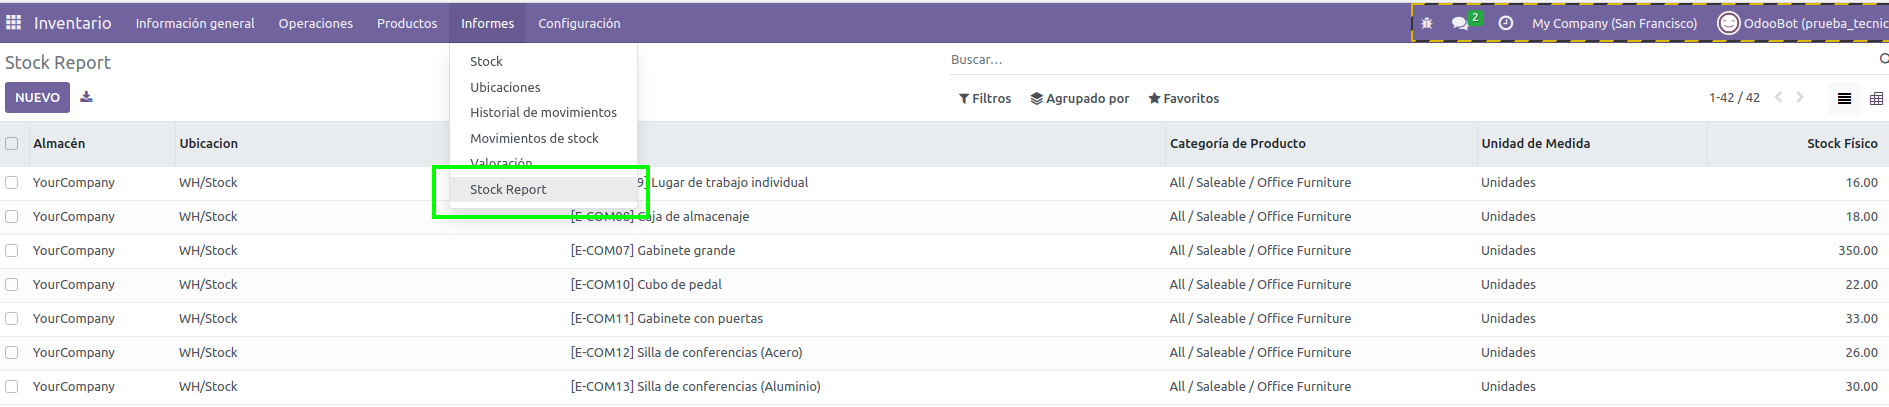 Inventario Información general Operaciones Productos Informes Configuración 2 My Company (San Francisco) OdooBot (prueba_tecnic
Stock Report
Buscar...
NUEVO
Filtros Agrupado por Favoritos 1-42 / 42
Stock
Ubicaciones
Historial de movimientos
Movimientos de stock
Valoración
Stock Report
Almacén Ubicacion Categoría de Producto Unidad de Medida Stock Físico
YourCompany WH/Stock 9] Lugar de trabajo individual All / Saleable / Office Furniture Unidades 16.00
YourCompany WH/Stock [E-COM08] Caja de almacenaje All / Saleable / Office Furniture Unidades 18.00
YourCompany WH/Stock [E-COM07] Gabinete grande All / Saleable / Office Furniture Unidades 350.00
YourCompany WH/Stock [E-COM10] Cubo de pedal All / Saleable / Office Furniture Unidades 22.00
YourCompany WH/Stock [E-COM11] Gabinete con puertas All / Saleable / Office Furniture Unidades 33.00
YourCompany WH/Stock [E-COM12] Silla de conferencias (Acero) All / Saleable / Office Furniture Unidades 26.00
YourCompany WH/Stock [E-COM13] Silla de conferencias (Aluminio) All / Saleable / Office Furniture Unidades 30.00